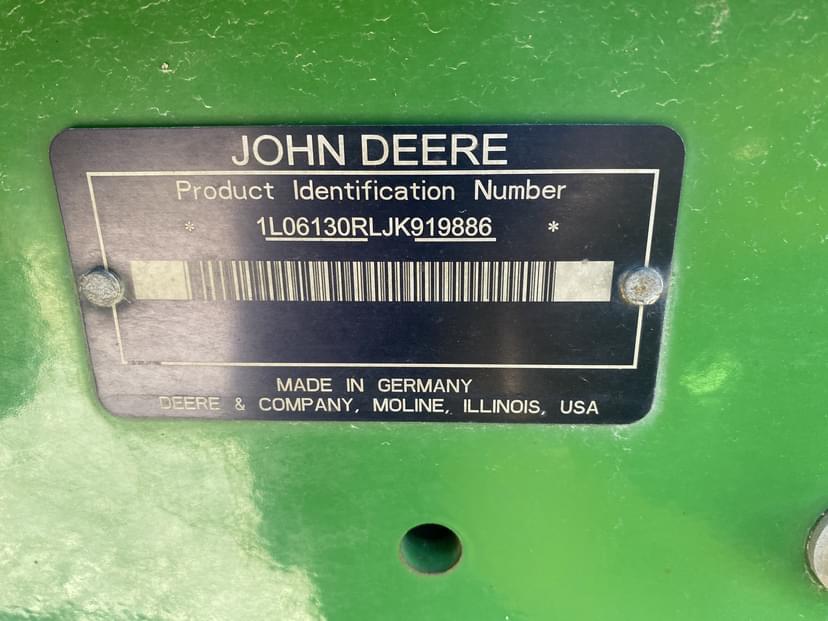 JOHN DEERE
Product Identification Number
* 1L06130RLJK919886 *
MADE IN GERMANY
DEERE & COMPANY, MOLINE, ILLINOIS, USA